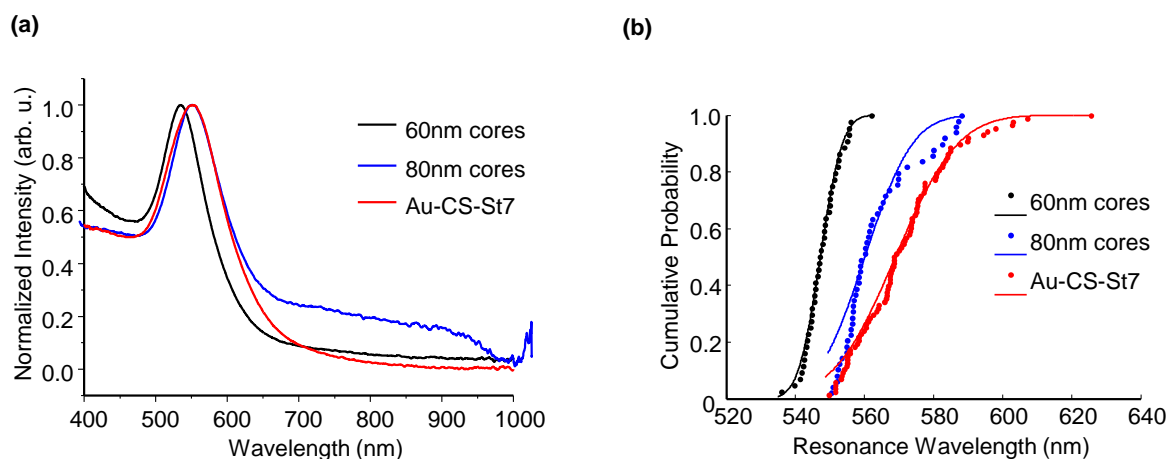 (a)
Normalized Intensity (arb. u.)
1.0
0.8
0.6
0.4
0.2
0.0
400 500 600 700 800 900 1000
Wavelength (nm)
60nm cores
80nm cores
Au-CS-St7
(b)
Cumulative Probability
1.0
0.8
0.6
0.4
0.2
0
520 540 560 580 600 620 640
Resonance Wavelength (nm)
60nm cores
80nm cores
Au-CS-St7